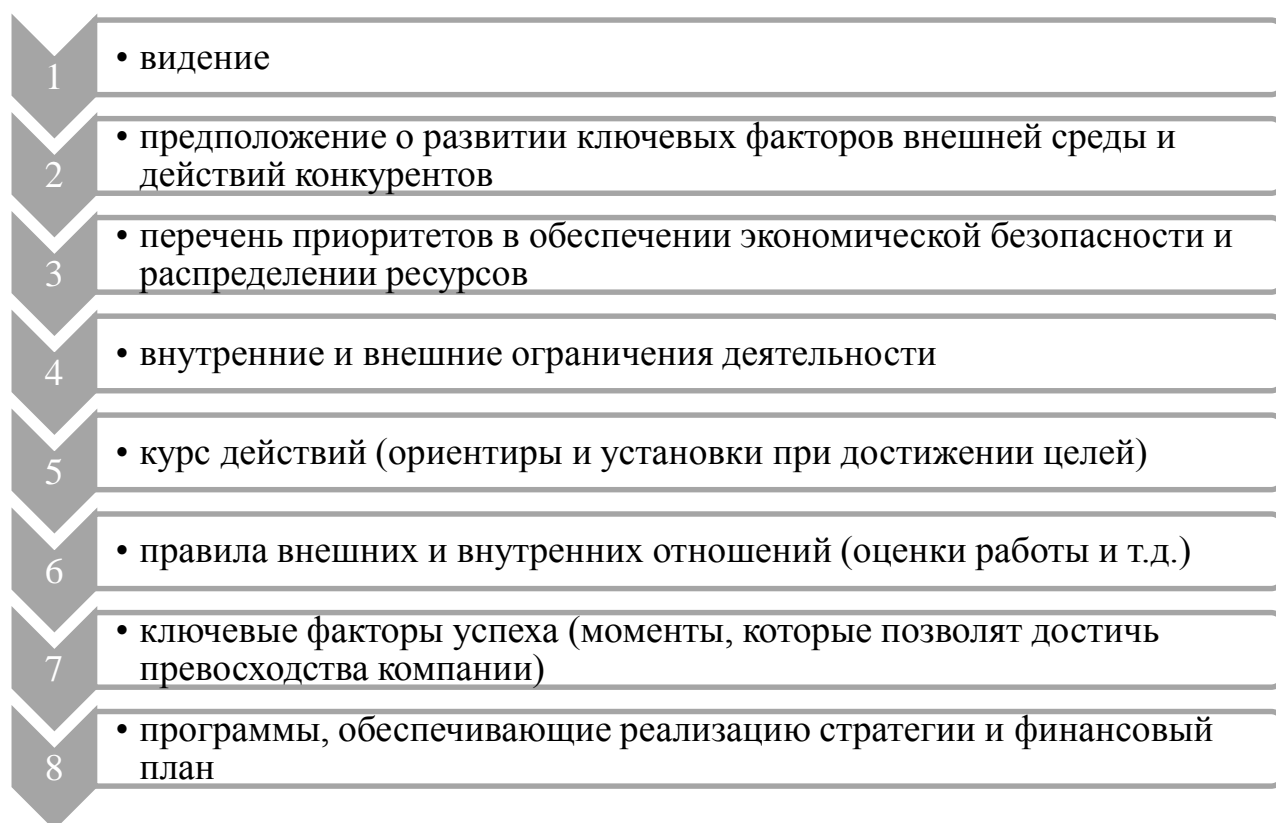 1
• видение
2
• предположение о развитии ключевых факторов внешней среды и
действий конкурентов
3
• перечень приоритетов в обеспечении экономической безопасности и
распределении ресурсов
4
• внутренние и внешние ограничения деятельности
5
• курс действий (ориентиры и установки при достижении целей)
6
• правила внешних и внутренних отношений (оценки работы и т.д.)
7
• ключевые факторы успеха (моменты, которые позволят достичь
превосходства компании)
8
• программы, обеспечивающие реализацию стратегии и финансовый
план